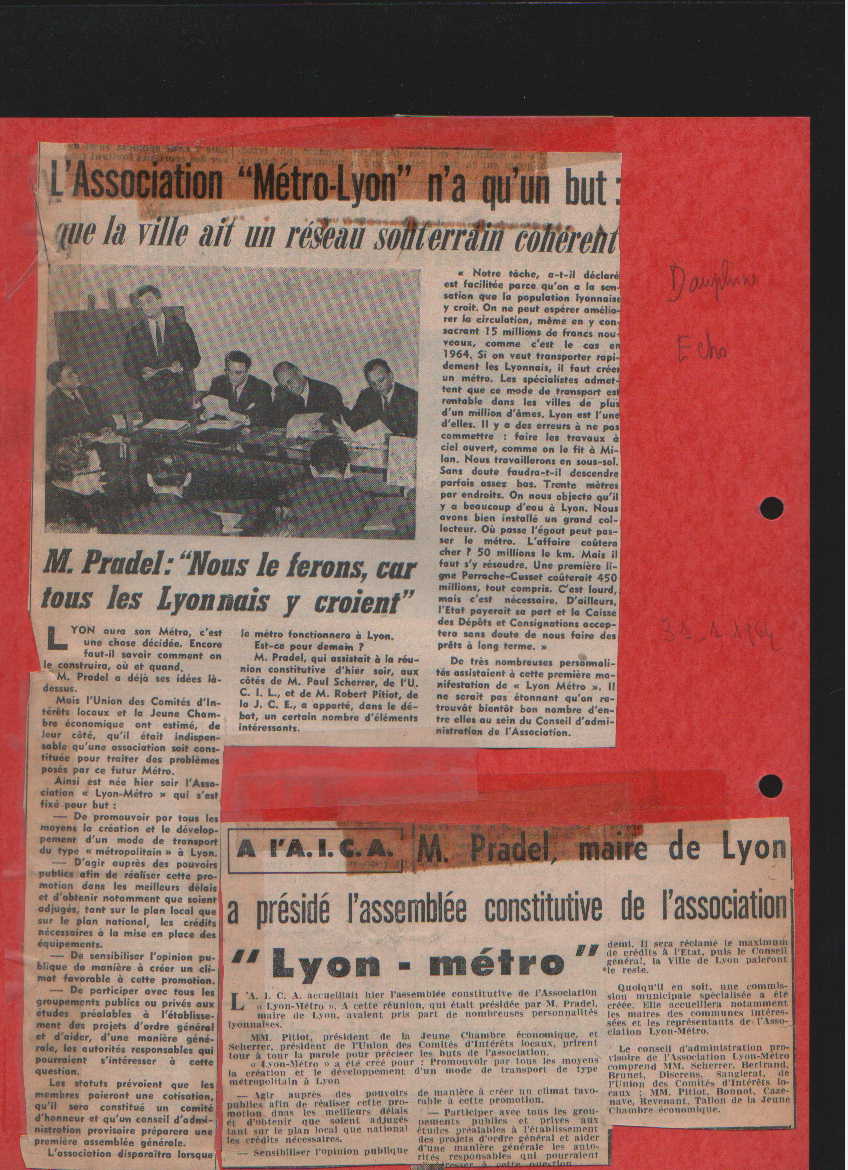 L'Association "Métro-Lyon" n'a qu'un but :
que la ville ait un réseau souterrain cohérent
« Notre tâche, a-t-il déclaré
est facilitée parce qu'on a la sen-
sation que la population lyonnaise
y croit. On ne peut espérer amélio-
rer la circulation, même en y con-
sacrant 15 millions de francs nou-
veaux, comme c'est le cas en
1964. Si on veut transporter rapi-
dement les Lyonnais, il faut créer
un métro. Les spécialistes admet-
tent que ce mode de transport est
rentable dans les villes de plus
d'un million d'âmes. Lyon est l'une
d'elles. Il y a des erreurs à ne pas
commettre : faire les travaux à
ciel ouvert, comme on le fit à Mi-
lan. Nous travaillerons en sous-sol.
Sans doute faudra-t-il descendre
parfois assez bas. Trente mètres
par endroits. On nous objecte qu'il
y a beaucoup d'eau à Lyon. Nous
avons bien installé un grand col-
lecteur. Où passe l'égout peut pas-
ser le métro. L'affaire coûtera
cher ? 50 millions le km. Mais il
faut s'y résoudre. Une première li-
gne Perrache-Cusset coûterait 450
millions, tout compris. C'est lourd,
mais c'est nécessaire. D'ailleurs,
l'Etat payerait sa part et la Caisse
des Dépôts et Consignations accep-
tera sans doute de nous faire des
prêts à long terme. »
De très nombreuses personnali-
tés assistaient à cette première ma-
nifestation de « Lyon Métro ». Il
ne serait pas étonnant qu'on re-
trouvât bientôt bon nombre d'en-
tre elles au sein du Conseil d'admi-
nistration de l'Association.
M. Pradel: "Nous le ferons, car
tous les Lyonnais y croient"
LYON aura son Métro, c'est
une chose décidée. Encore
faut-il savoir comment on
le construira, où et quand.
M. Pradel a déjà ses idées là-
dessus.
Mais l'Union des Comités d'In-
térêts locaux et la Jeune Cham-
bre économique ont estimé, de
leur côté, qu'il était indispen-
sable qu'une association soit cons-
tituée pour traiter des problèmes
posés par ce futur Métro.
Ainsi est née hier soir l'Asso-
ciation « Lyon-Métro » qui s'est
fixé pour but :
— De promouvoir par tous les
moyens la création et le dévelop-
pement d'un mode de transport
du type « métropolitain » à Lyon.
— D'agir auprès des pouvoirs
publics afin de réaliser cette pro-
motion dans les meilleurs délais
et d'obtenir notamment que soient
adjugés, tant sur le plan local que
sur le plan national, les crédits
nécessaires à la mise en place des
équipements.
— De sensibiliser l'opinion pu-
blique de manière à créer un cli-
mat favorable à cette promotion.
— De participer avec tous les
groupements publics ou privés aux
études préalables à l'établisse-
ment des projets d'ordre général
et d'aider, d'une manière géné-
rale, les autorités responsables qui
pourraient s'intéresser à cette
question.
Les statuts prévoient que les
membres paieront une cotisation,
qu'il sera constitué un comité
d'honneur et qu'un conseil d'admi-
nistration provisoire préparera une
première assemblée générale.
L'association disparaîtra lorsque
le métro fonctionnera à Lyon.
Est-ce pour demain ?
M. Pradel, qui assistait à la réu-
nion constitutive d'hier soir, aux
côtés de M. Paul Scherrer, de l'U.
C. I. L., et de M. Robert Pitiot, de
la J. C. E., a apporté, dans le dé-
bat, un certain nombre d'éléments
intéressants.
Dauphiné
Echo
31-1-1964
A l'A. I. C. A. M. Pradel, maire de Lyon
a présidé l'assemblée constitutive de l'association
"Lyon - métro"
L'A. I. C. A. accueillait hier l'assemblée constitutive de l'Association
« Lyon-Métro ». A cette réunion, qui était présidée par M. Pradel,
maire de Lyon, avaient pris part de nombreuses personnalités
lyonnaises.
MM. Pitiot, président de la Jeune Chambre économique, et
Scherrer, président de l'Union des Comités d'Intérêts locaux, prirent
tour à tour la parole pour préciser les buts de l'association.
« Lyon-Métro » a été créé pour : Promouvoir par tous les moyens
la création et le développement d'un mode de transport de type
métropolitain à Lyon
— Agir auprès des pouvoirs
publics afin de réaliser cette pro-
motion dnas les meilleurs délais
et d'obtenir que soient adjugés
tant sur le plan local que national
les crédits nécessaires.
— Sensibiliser l'opinion publique
de manière à créer un climat favo-
rable à cette promotion.
— Participer avec tous les grou-
pements publics et privés aux
études préalables à l'établissement
des projets d'ordre général et aider
d'une manière générale les auto-
rités responsables qui pourraient
s'intéresser à cette question
demi. Il sera réclamé le maximum
de crédits à l'Etat, puis le Conseil
général, la Ville de Lyon paieront
le reste.
Quoiqu'il en soit, une commis-
sion municipale spécialisée a été
créée. Elle accueillera notamment
les maires des communes intéres-
sées et les représentants de l'Asso-
ciation Lyon-Métro.
Le conseil d'administration pro-
visoire de l'Association Lyon-Métro
comprend MM. Scherrer, Bertrand,
Brunet, Diserens, Sanglerat, de
l'Union des Comités d'Intérêts lo-
caux ; MM. Pitiot, Bonnot, Caze-
nave, Revenant, Tallon de la Jeune
Chambre économique.